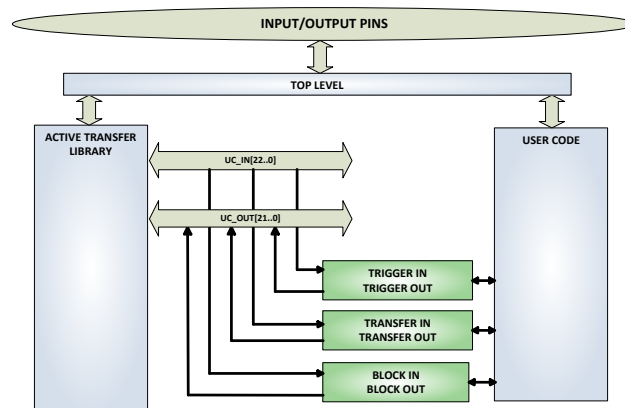 INPUT/OUTPUT PINS
TOP LEVEL
ACTIVE TRANSFER
LIBRARY
USER CODE
UC_IN[22..0]
UC_OUT[21..0]
TRIGGER IN
TRIGGER OUT
TRANSFER IN
TRANSFER OUT
BLOCK IN
BLOCK OUT